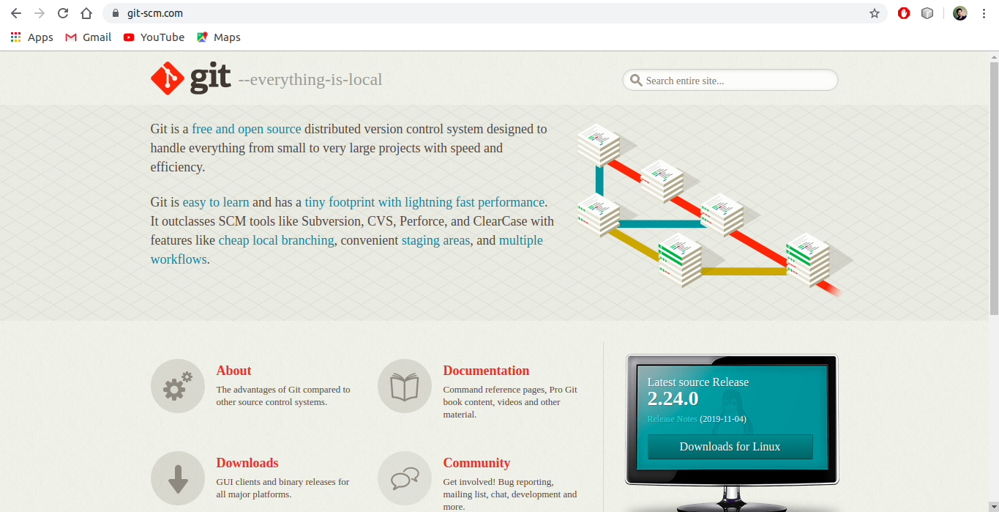 git-scm.com
Apps Gmail YouTube Maps
git --everything-is-local
Search entire site...
Git is a free and open source distributed version control system designed to
handle everything from small to very large projects with speed and
efficiency.
Git is easy to learn and has a tiny footprint with lightning fast performance.
It outclasses SCM tools like Subversion, CVS, Perforce, and ClearCase with
features like cheap local branching, convenient staging areas, and multiple
workflows.
About
The advantages of Git compared to
other source control systems.
Documentation
Command reference pages, Pro Git
book content, videos and other
material.
Downloads
GUI clients and binary releases for
all major platforms.
Community
Get involved! Bug reporting,
mailing list, chat, development and
more.
Latest source Release
2.24.0
Release Notes (2019-11-04)
Downloads for Linux